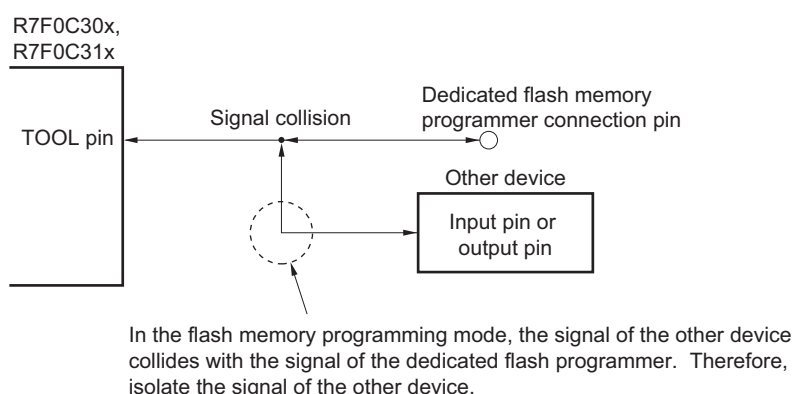 R7F0C30x,
R7F0C31x
TOOL pin
Signal collision
Dedicated flash memory
programmer connection pin
Other device
Input pin or
output pin
In the flash memory programming mode, the signal of the other device
collides with the signal of the dedicated flash programmer.  Therefore,
isolate the signal of the other device.